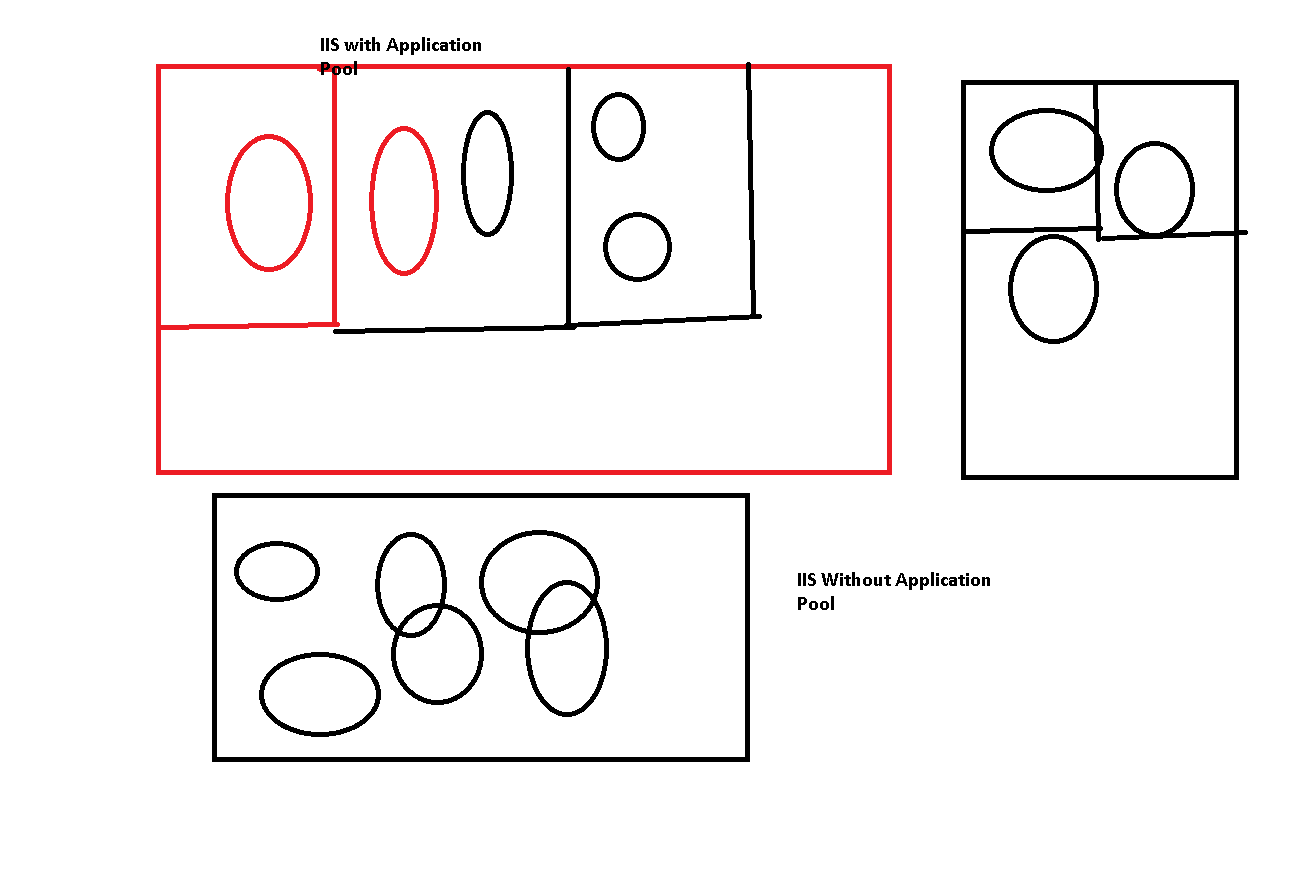 IIS with Application
Pool
IIS Without Application
Pool